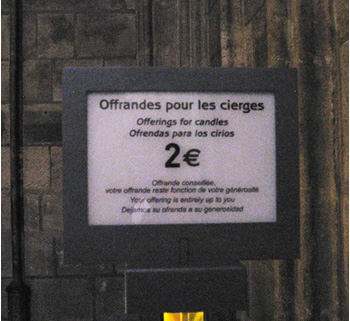 Offrandes pour les cierges
Offerings for candles
Ofrendas para los cirios
2€
Offrande conseillée,
votre offrande reste fonction de votre générosité
Your offering is entirely up to you
Dejamos su ofrenda a su generosidad